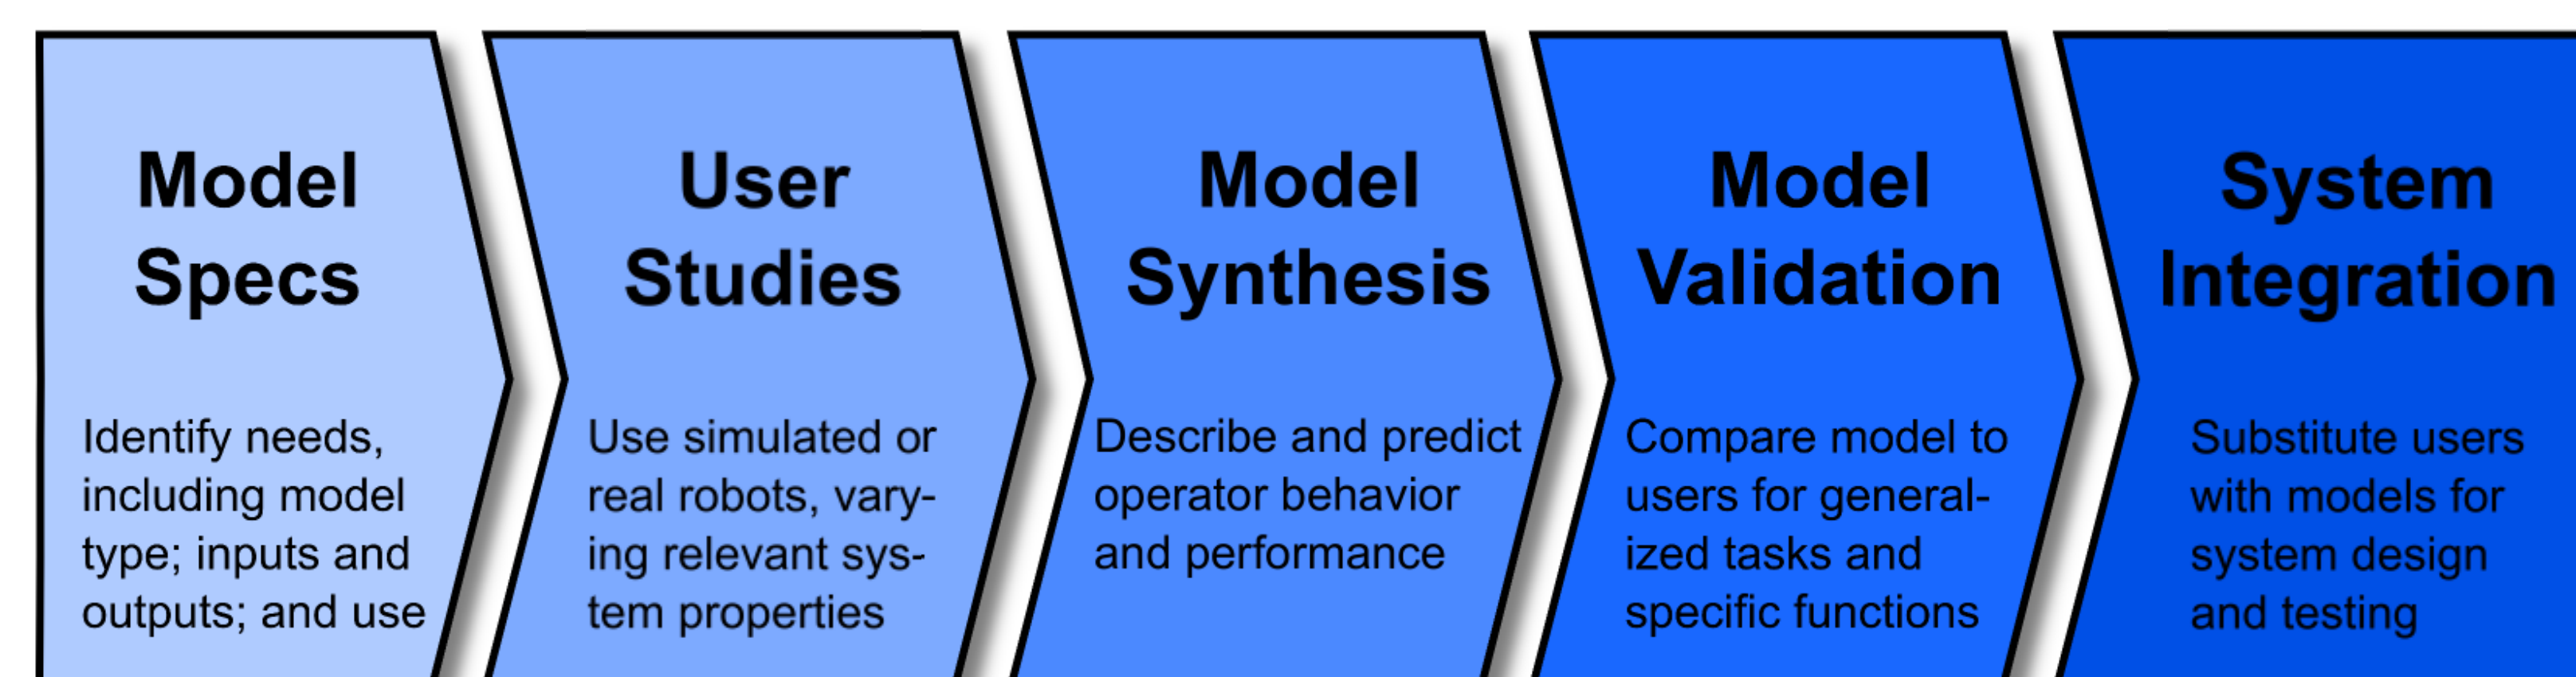 Model
Specs
Identify needs,
including model
type; inputs and
outputs; and use
User
Studies
Use simulated or
real robots, vary-
ing relevant sys-
tem properties
Model
Synthesis
Describe and predict
operator behavior
and performance
Model
Validation
Compare model to
users for general-
ized tasks and
specific functions
System
Integration
Substitute users
with models for
system design
and testing